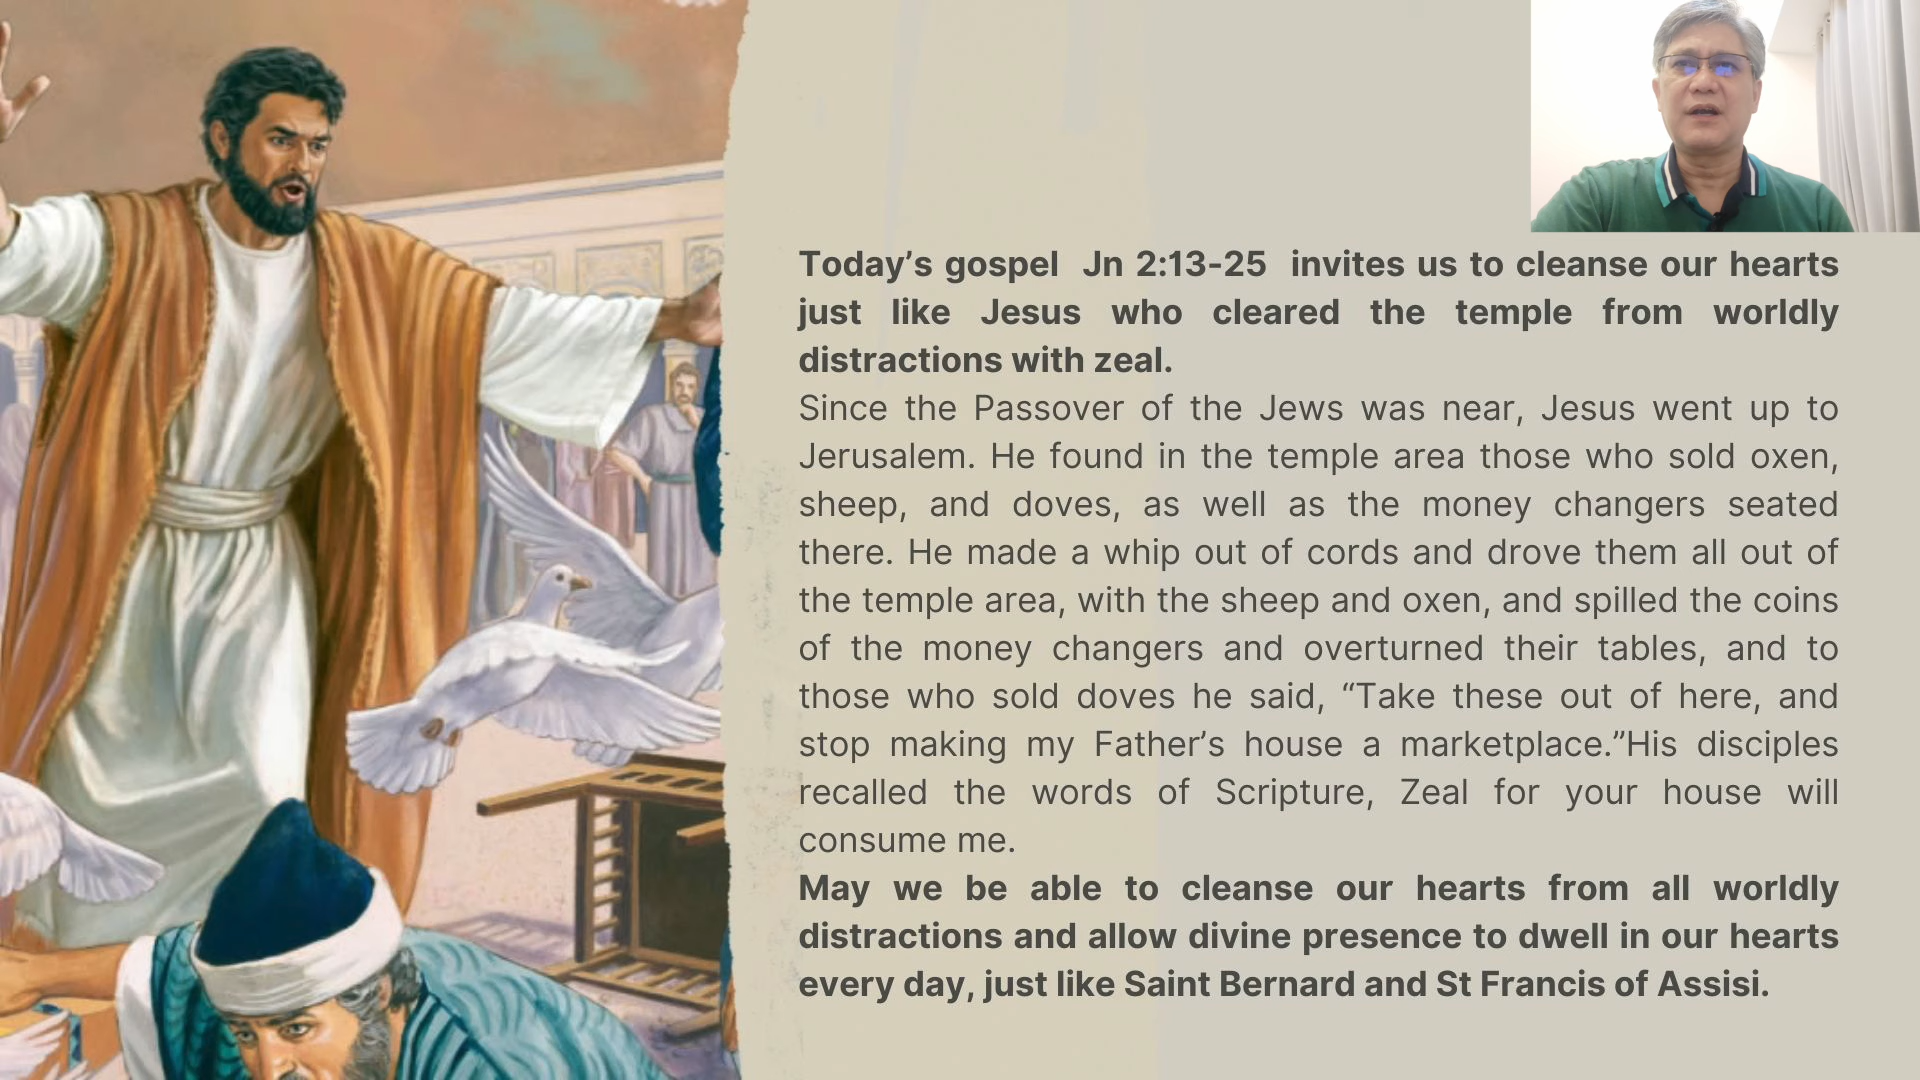 Today’s gospel  Jn 2:13-25  invites us to cleanse our hearts
just like Jesus who cleared the temple from worldly
distractions with zeal.
Since the Passover of the Jews was near, Jesus went up to
Jerusalem. He found in the temple area those who sold oxen,
sheep, and doves, as well as the money changers seated
there. He made a whip out of cords and drove them all out of
the temple area, with the sheep and oxen, and spilled the coins
of the money changers and overturned their tables, and to
those who sold doves he said, “Take these out of here, and
stop making my Father’s house a marketplace.”His disciples
recalled the words of Scripture, Zeal for your house will
consume me.
May we be able to cleanse our hearts from all worldly
distractions and allow divine presence to dwell in our hearts
every day, just like Saint Bernard and St Francis of Assisi.